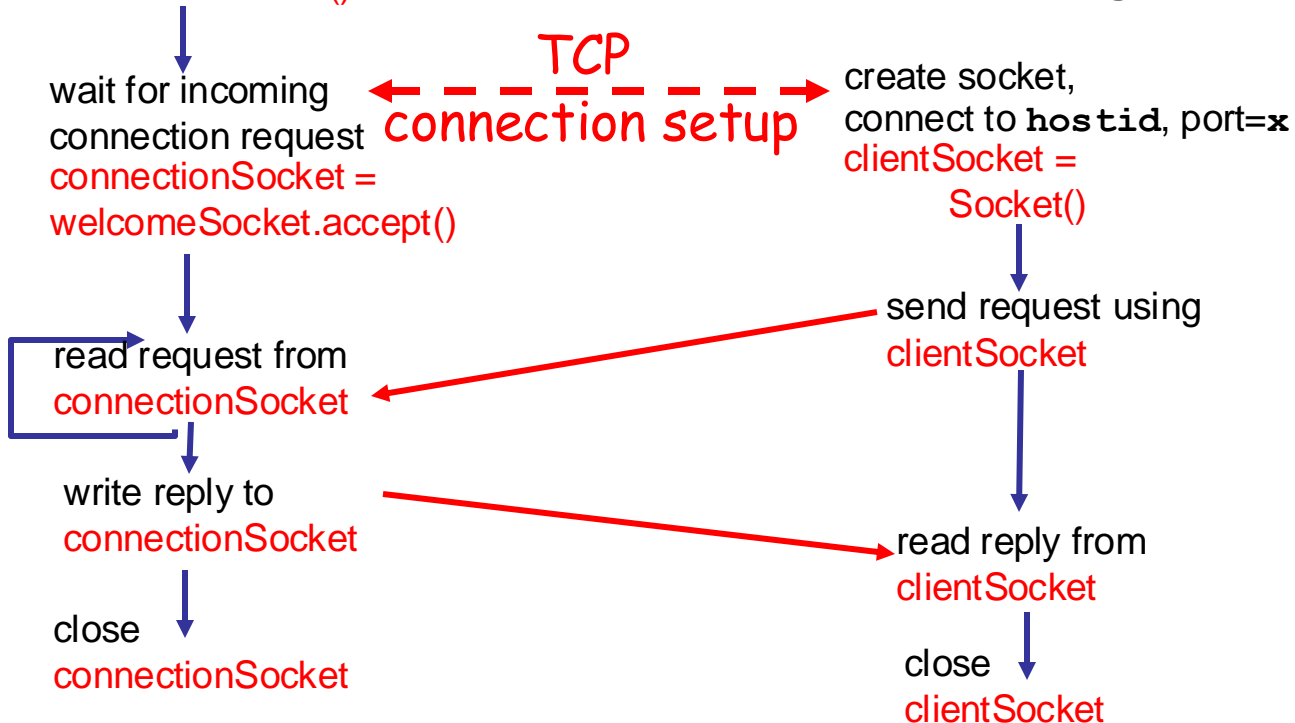 ()
wait for incoming
connection request
connectionSocket =
welcomeSocket.accept()
TCP
connection setup
create socket,
connect to hostid, port=x
clientSocket =
Socket()
send request using
clientSocket
read request from
connectionSocket
write reply to
connectionSocket
read reply from
clientSocket
close
connectionSocket
close
clientSocket